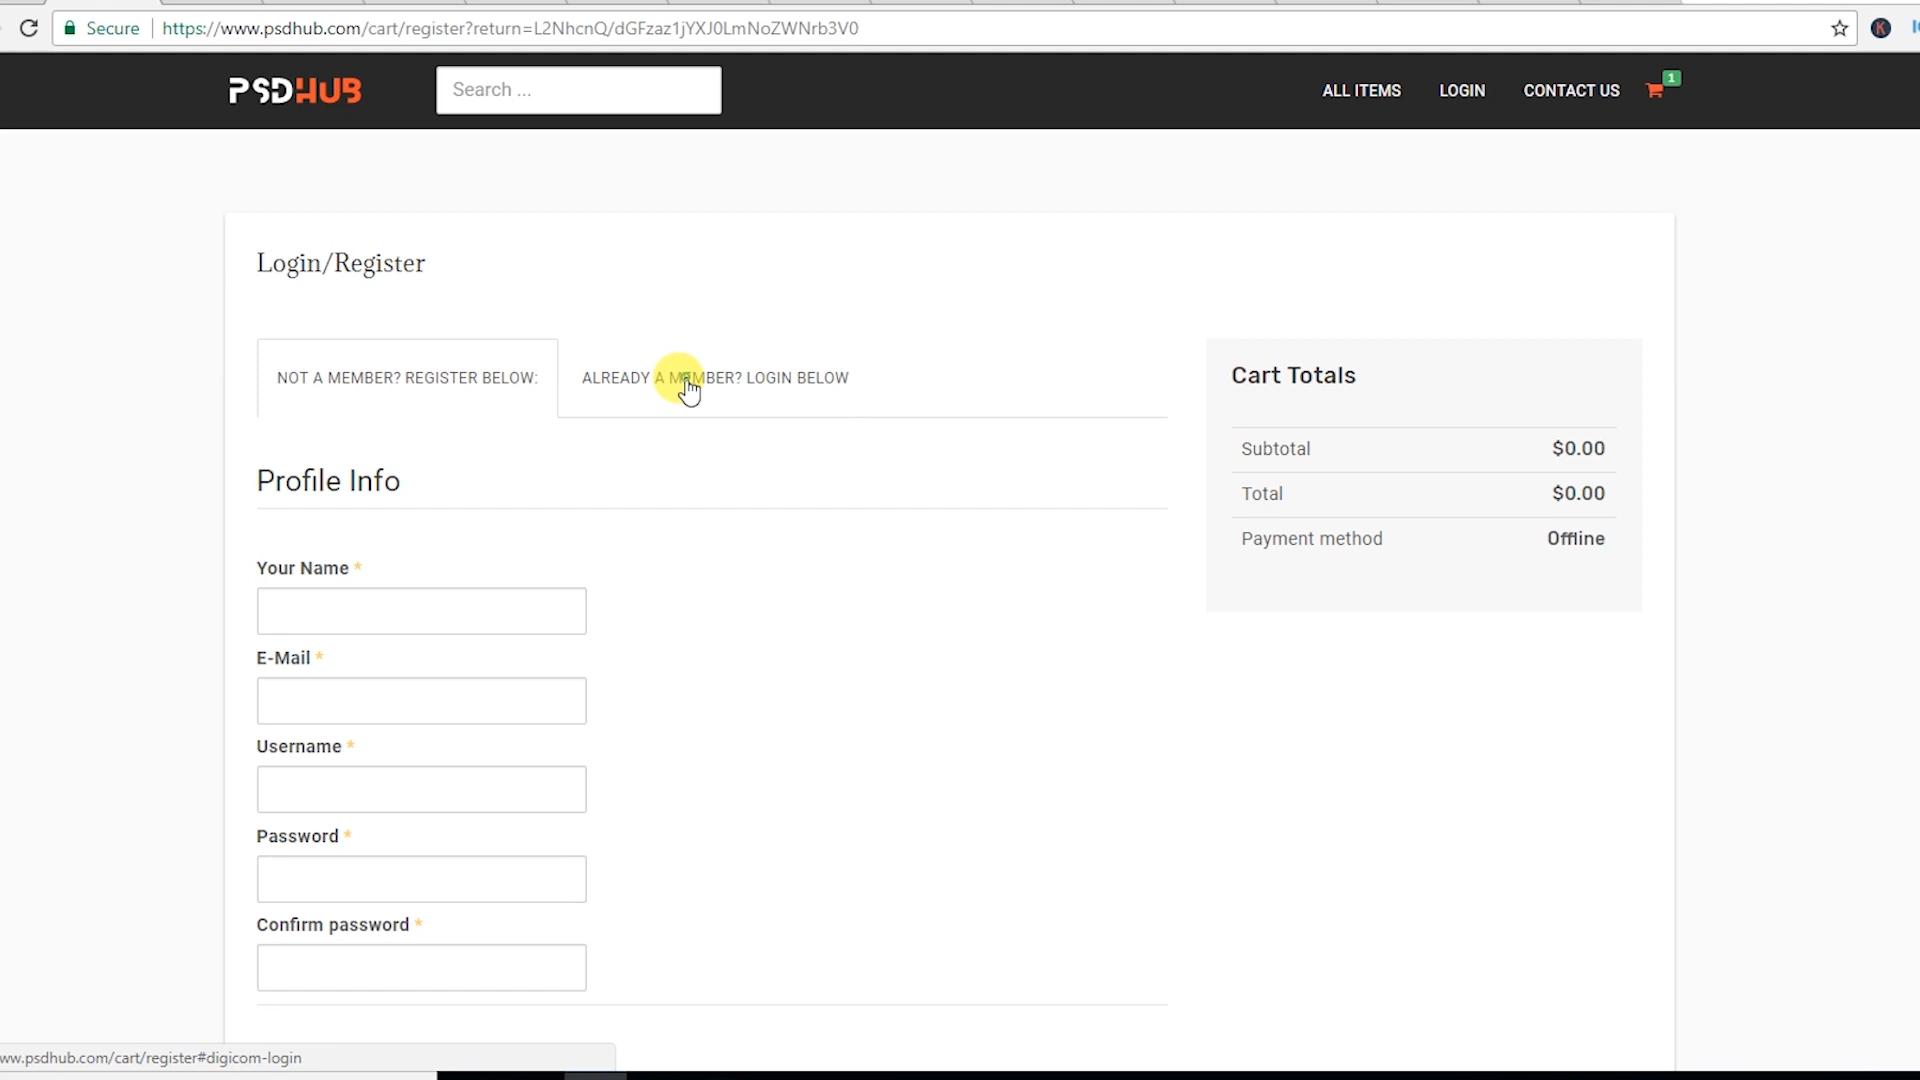 Secure https://www.psdhub.com/cart/register?return=L2NhcnQ/dGFzaz1jYXJ0LmNoZWNrb3V0
PSDHUB Search ... ALL ITEMS LOGIN CONTACT US 1
Login/Register
NOT A MEMBER? REGISTER BELOW: ALREADY A MEMBER? LOGIN BELOW
Cart Totals
Subtotal $0.00
Total $0.00
Payment method Offline
Profile Info
Your Name *
E-Mail *
Username *
Password *
Confirm password *
ww.psdhub.com/cart/register#digicom-login